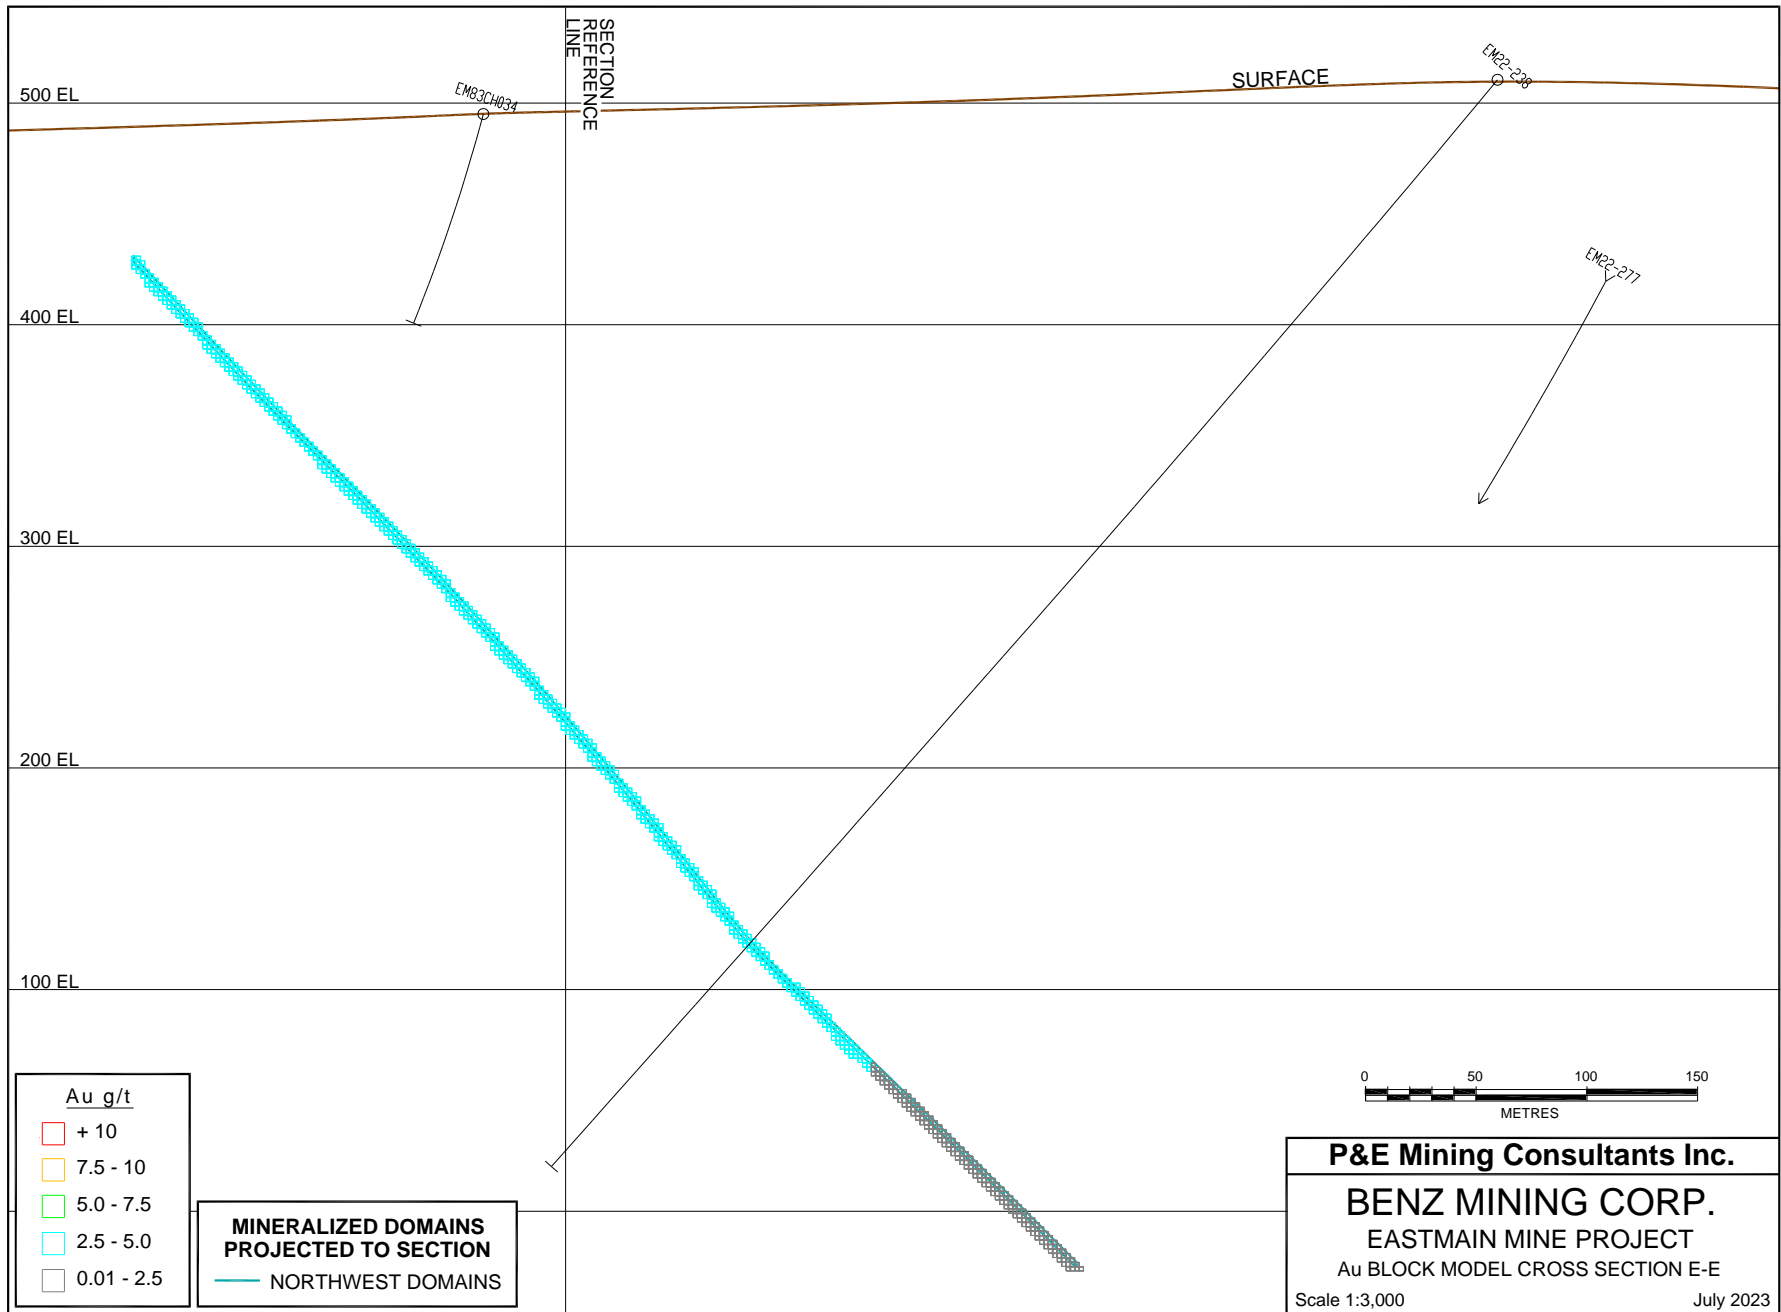 SECTION
REFERENCE
LINE
EM83CH034
SURFACE
EM22-238
EM22-277
500 EL
400 EL
300 EL
200 EL
100 EL
Au g/t
+ 10
7.5 - 10
5.0 - 7.5
2.5 - 5.0
0.01 - 2.5
MINERALIZED DOMAINS
PROJECTED TO SECTION
NORTHWEST DOMAINS
0 50 100 150
METRES
P&E Mining Consultants Inc.
BENZ MINING CORP.
EASTMAIN MINE PROJECT
Au BLOCK MODEL CROSS SECTION E-E
Scale 1:3,000 July 2023